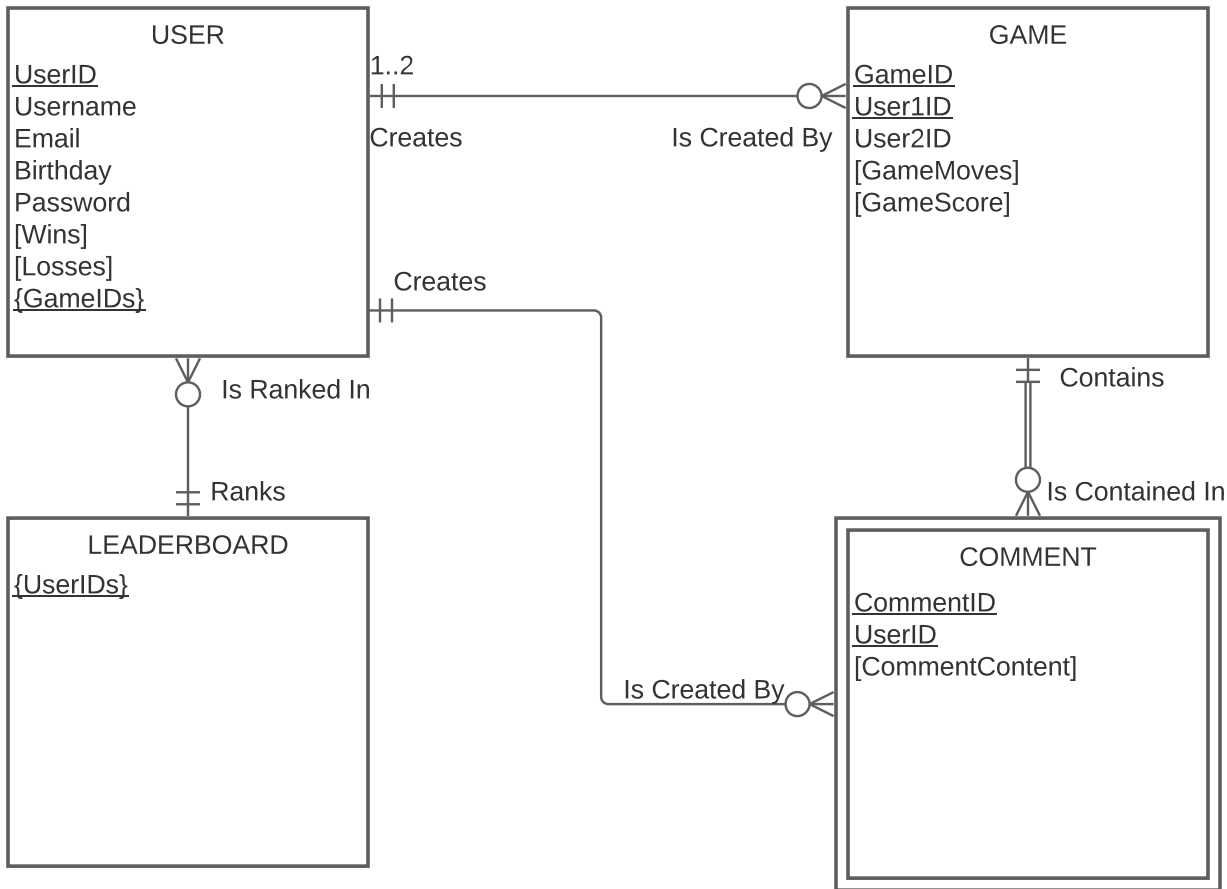 USER
UserID
Username
Email
Birthday
Password
[Wins]
[Losses]
{GameIDs}
1..2
Creates
Is Created By
GAME
GameID
User1ID
User2ID
[GameMoves]
[GameScore]
Creates
Is Ranked In
Ranks
Contains
Is Contained In
LEADERBOARD
{UserIDs}
Is Created By
COMMENT
CommentID
UserID
[CommentContent]